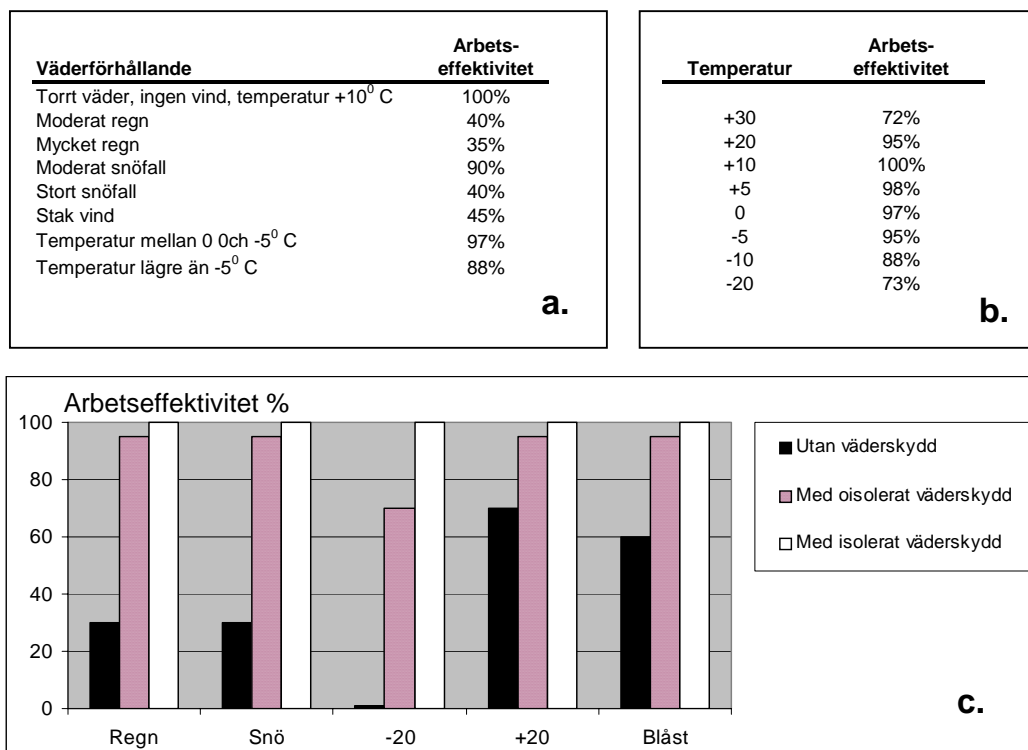 Väderförhållande Arbets-effektivitet
Torrt väder, ingen vind, temperatur +10⁰ C 100%
Moderat regn 40%
Mycket regn 35%
Moderat snöfall 90%
Stort snöfall 40%
Stak vind 45%
Temperatur mellan 0 0ch -5⁰ C 97%
Temperatur lägre än -5⁰ C 88%
a.
Temperatur Arbets-effektivitet
+30 72%
+20 95%
+10 100%
+5 98%
0 97%
-5 95%
-10 88%
-20 73%
b.
Arbetseffektivitet %
100
80
60
40
20
0
Regn Snö -20 +20 Blåst
Utan väderskydd
Med oisolerat väderskydd
Med isolerat väderskydd
c.